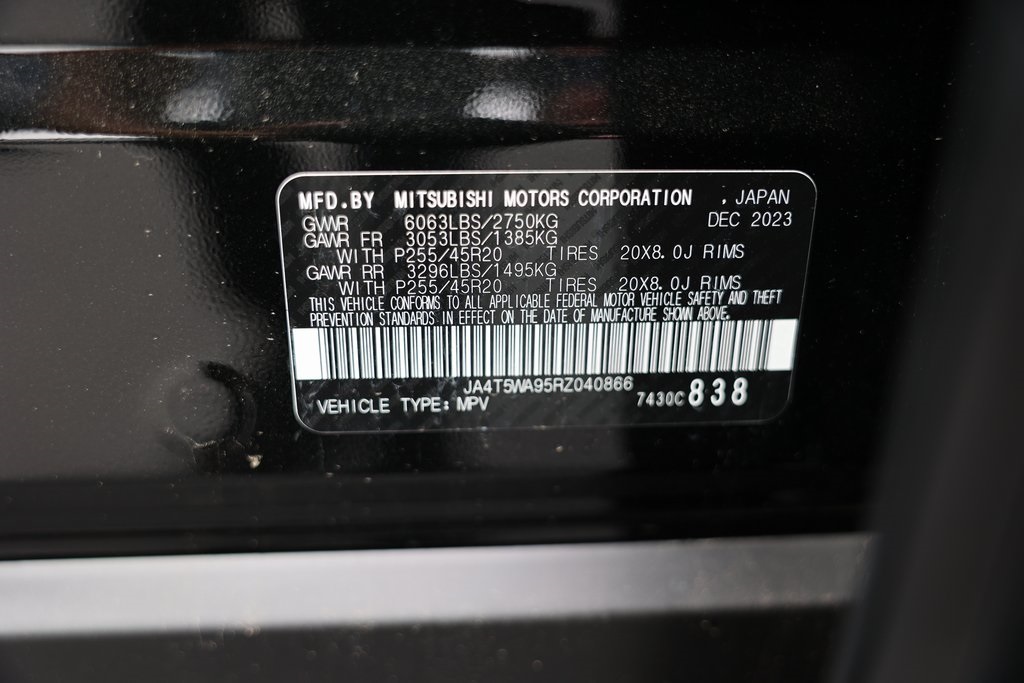 MFD.BY MITSUBISHI MOTORS CORPORATION , JAPAN
GVWR 6063LBS/2750KG DEC 2023
GAWR FR 3053LBS/1385KG
WITH P255/45R20 TIRES 20X8.0J RIMS
GAWR RR 3296LBS/1495KG
WITH P255/45R20 TIRES 20X8.0J RIMS
THIS VEHICLE CONFORMS TO ALL APPLICABLE FEDERAL MOTOR VEHICLE SAFETY AND THEFT
PREVENTION STANDARDS IN EFFECT ON THE DATE OF MANUFACTURE SHOWN ABOVE.
JA4T5WA95RZ040866
VEHICLE TYPE: MPV 7430C 838